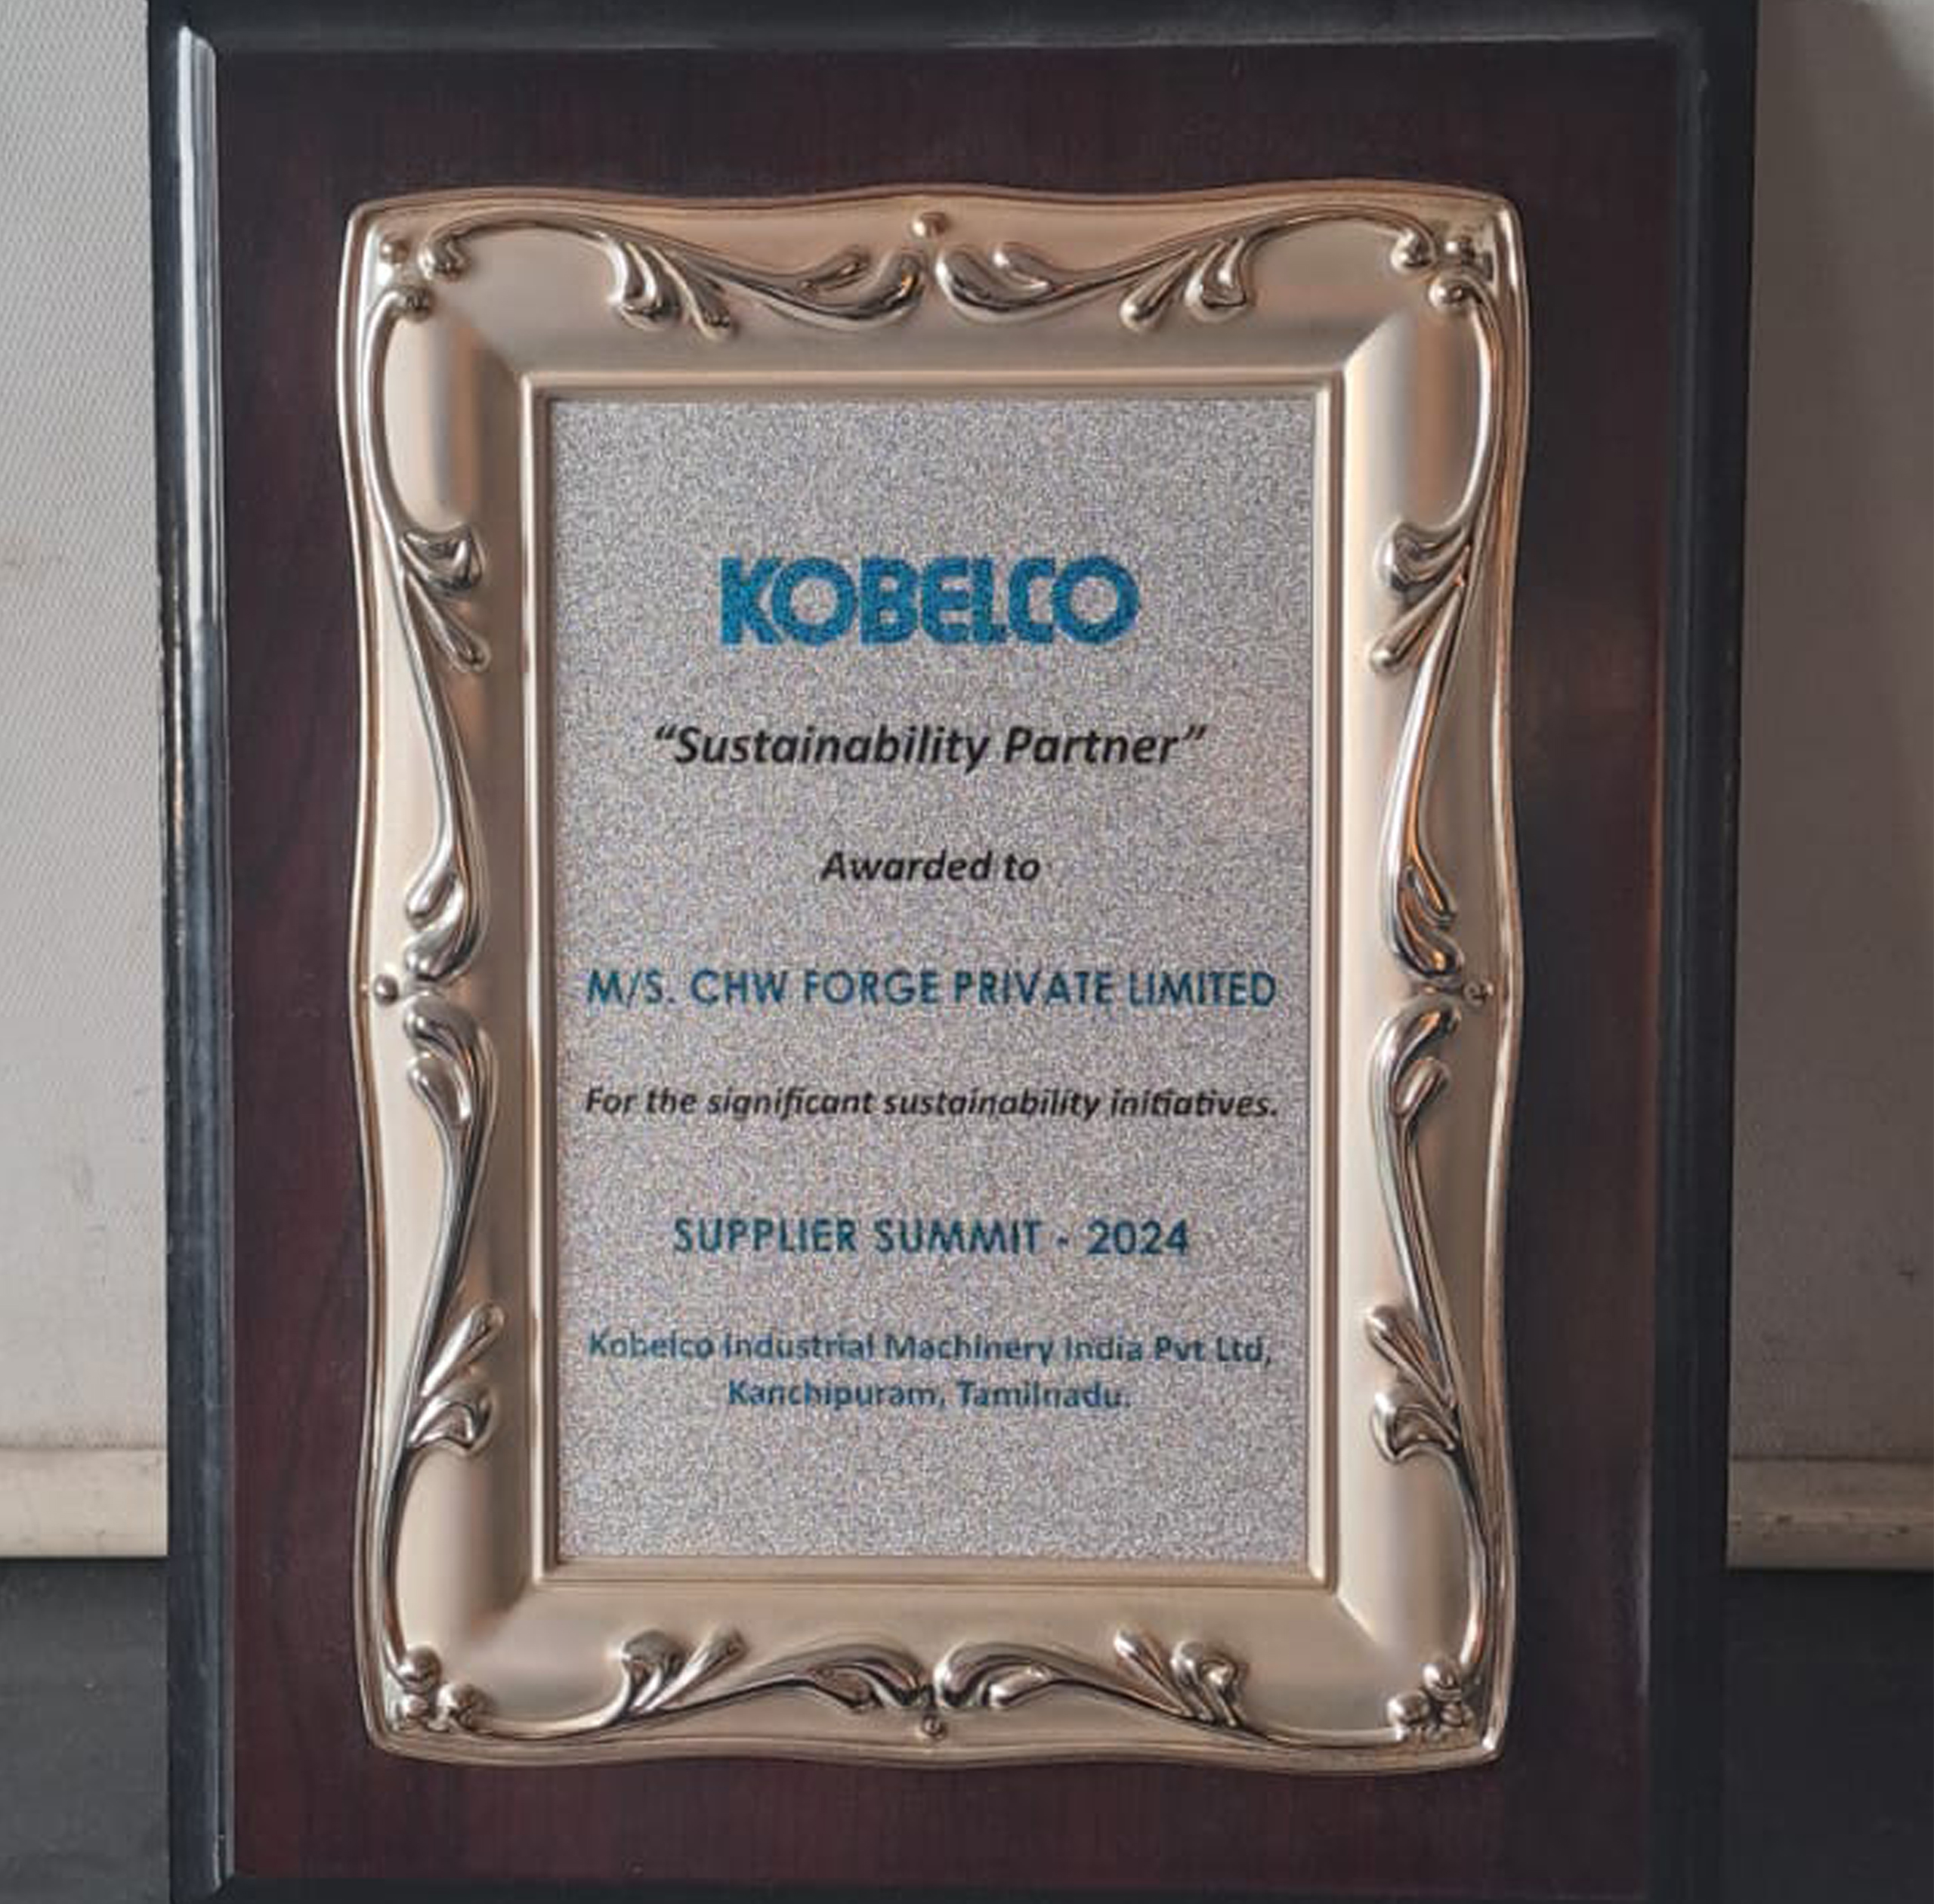 KOBELCO
“Sustainability Partner”
Awarded to
M/S. CHW FORGE PRIVATE LIMITED
For the significant sustainability initiatives.
SUPPLIER SUMMIT - 2024
Kobelco Industrial Machinery India Pvt Ltd,
Kanchipuram, Tamilnadu.